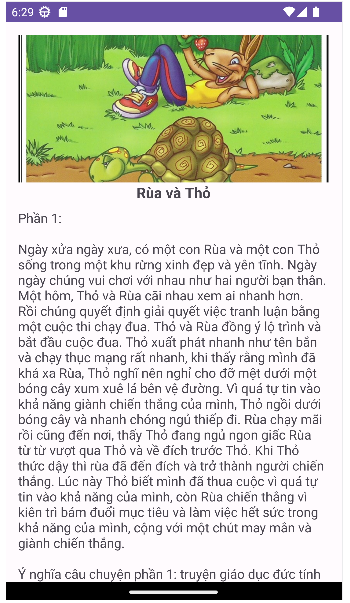 6:29
Rùa và Thỏ
Phần 1:
Ngày xửa ngày xưa, có một con Rùa và một con Thỏ
sống trong một khu rừng xinh đẹp và yên tĩnh. Ngày
ngày chúng vui chơi với nhau như hai người bạn thân.
Một hôm, Thỏ và Rùa cãi nhau xem ai nhanh hơn.
Rồi chúng quyết định giải quyết việc tranh luận bằng
một cuộc thi chạy đua. Thỏ và Rùa đồng ý lộ trình và
bắt đầu cuộc đua. Thỏ xuất phát nhanh như tên bắn
và chạy thục mạng rất nhanh, khi thấy rằng mình đã
khá xa Rùa, Thỏ nghĩ nên nghỉ cho đỡ mệt dưới một
bóng cây xum xuê lá bên vệ đường. Vì quá tự tin vào
khả năng giành chiến thắng của mình, Thỏ ngồi dưới
bóng cây và nhanh chóng ngủ thiếp đi. Rùa chạy mãi
rồi cũng đến nơi, thấy Thỏ đang ngủ ngon giấc Rùa
từ từ vượt qua Thỏ và về đích trước Thỏ. Khi Thỏ
thức dậy thì rùa đã đến đích và trở thành người chiến
thắng. Lúc này Thỏ biết mình đã thua cuộc vì quá tự
tin vào khả năng của mình, còn Rùa chiến thắng vì
kiên trì bám đuổi mục tiêu và làm việc hết sức trong
khả năng của mình, cộng với một chút may mắn và
giành chiến thắng.
Ý nghĩa câu chuyện phần 1: truyện giáo dục đức tính